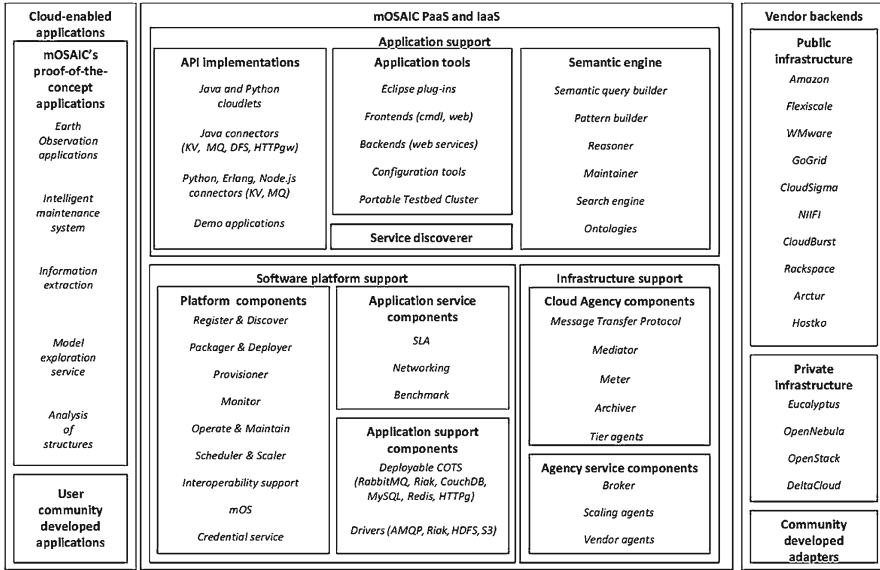 Cloud-enabled
applications
mOSAIC's
proof-of-the-
concept
applications
Earth
Observation
applications
Intelligent
maintenance
system
Information
extraction
Model
exploration
service
Analysis
of
structures
User
community
developed
applications
mOSAIC PaaS and IaaS
Application support
API implementations
Java and Python
cloudlets
Java connectors
(KV, MQ, DFS, HTTPgw)
Python, Erlang, Node.js
connectors (KV, MQ)
Demo applications
Application tools
Eclipse plug-ins
Frontends (cmdl, web)
Backends (web services)
Configuration tools
Portable Testbed Cluster
Service discoverer
Semantic engine
Semantic query builder
Pattern builder
Reasoner
Maintainer
Search engine
Ontologies
Software platform support
Platform components
Register & Discover
Packager & Deployer
Provisioner
Monitor
Operate & Maintain
Scheduler & Scaler
Interoperability support
mOS
Credential service
Application service
components
SLA
Networking
Benchmark
Application support
components
Deployable COTS
(RabbitMQ, Riak, CouchDB,
MySQL, Redis, HTTPg)
Drivers (AMQP, Riak, HDFS, S3)
Infrastructure support
Cloud Agency components
Message Transfer Protocol
Mediator
Meter
Archiver
Tier agents
Agency service components
Broker
Scaling agents
Vendor agents
Vendor backends
Public
infrastructure
Amazon
Flexiscale
WMware
GoGrid
CloudSigma
NIIFI
CloudBurst
Rackspace
Arctur
Hostko
Private
infrastructure
Eucalyptus
OpenNebula
OpenStack
DeltaCloud
Community
developed
adapters